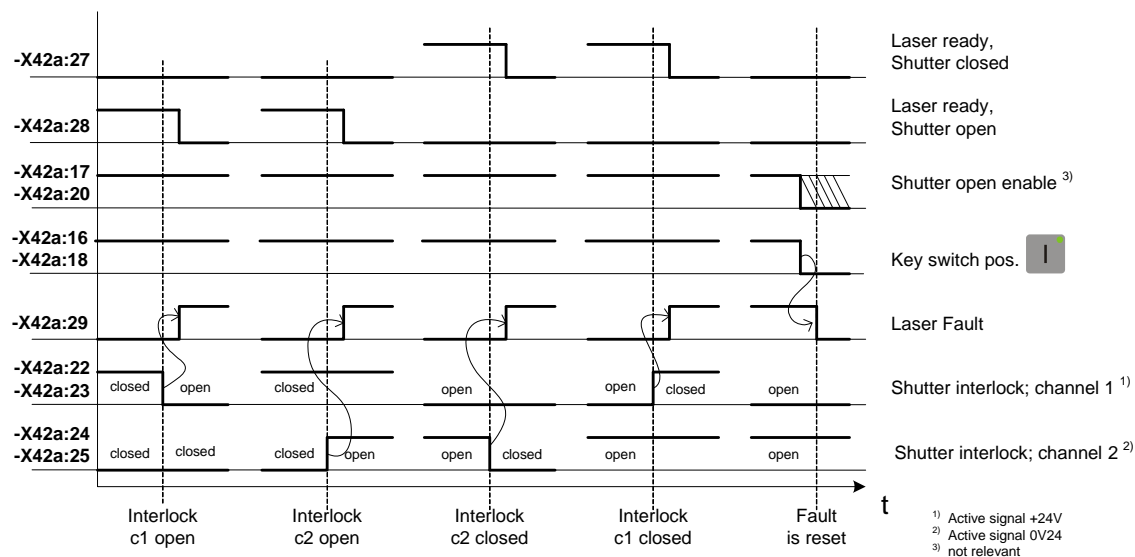 -X42a:27
Laser ready,
Shutter closed
-X42a:28
Laser ready,
Shutter open
-X42a:17
-X42a:20
Shutter open enable 3)
-X42a:16
-X42a:18
Key switch pos. I
-X42a:29
Laser Fault
-X42a:22
-X42a:23
closed open closed open open closed open
Shutter interlock; channel 1 1)
-X42a:24
-X42a:25
closed closed closed open open closed open open
Shutter interlock; channel 2 2)
t
Interlock
c1 open
Interlock
c2 open
Interlock
c2 closed
Interlock
c1 closed
Fault
is reset
1) Active signal +24V
2) Active signal 0V24
3) not relevant